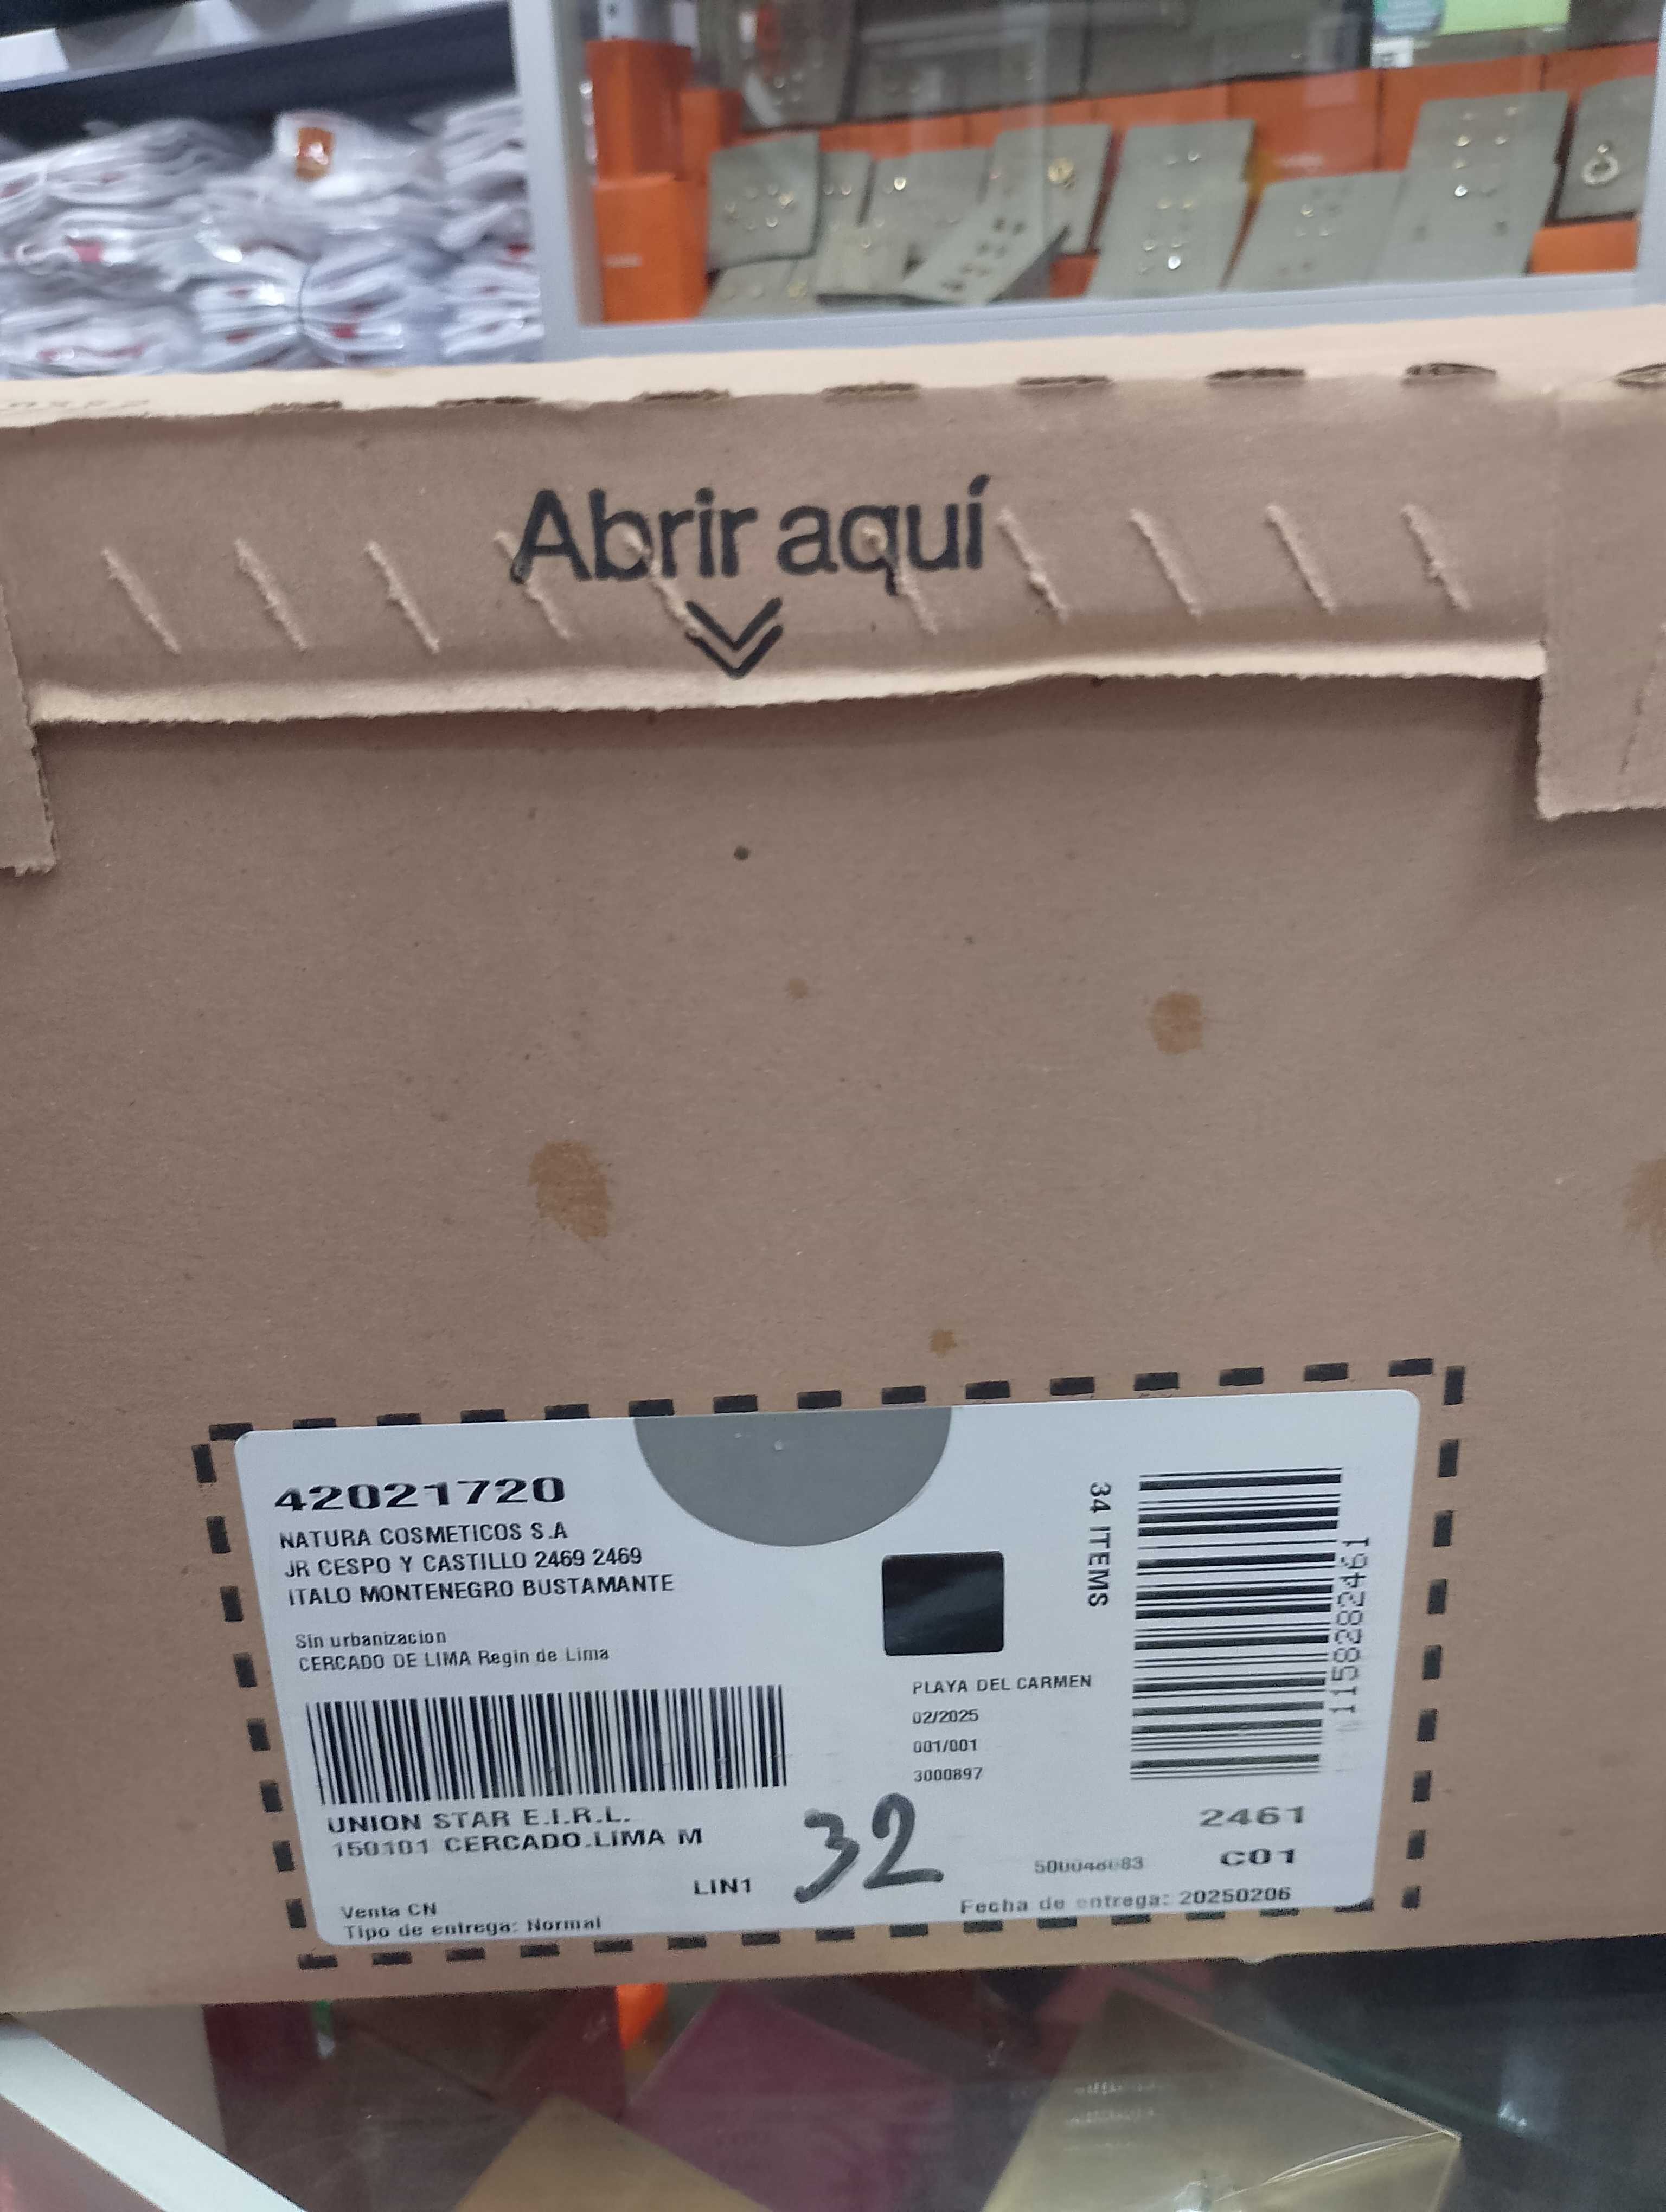 Abrir aquí
42021720
NATURA COSMETICOS S.A
JR CESPO Y CASTILLO 2469 2469
ITALO MONTENEGRO BUSTAMANTE
Sin urbanizacion
CERCADO DE LIMA Regin de Lima
34 ITEMS
1158282461
PLAYA DEL CARMEN
02/2025
001/001
3000897
UNION STAR E.I.R.L.
150101 CERCADO.LIMA M
32
2461
C01
LIN1
Fecha de entrega: 20250206
Venta CN
Tipo de entrega: Normal